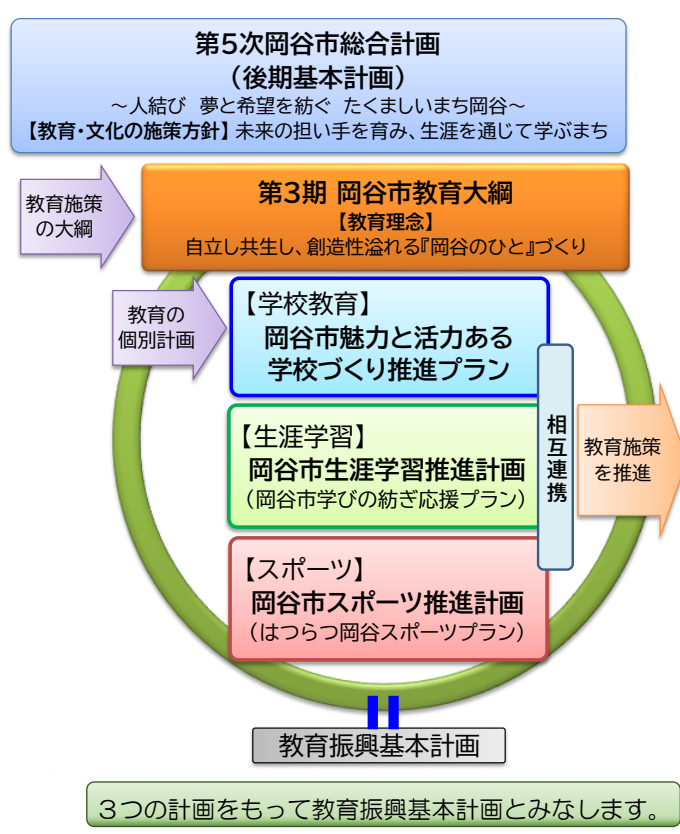 第5次岡谷市総合計画
（後期基本計画）
～人結び 夢と希望を紡ぐ たくましいまち岡谷～
【教育・文化の施策方針】未来の担い手を育み、生涯を通じて学ぶまち
教育施策
の大綱
第3期 岡谷市教育大綱
【教育理念】
自立し共生し、創造性溢れる『岡谷のひと』づくり
教育の
個別計画
【学校教育】
岡谷市魅力と活力ある
学校づくり推進プラン
【生涯学習】
岡谷市生涯学習推進計画
（岡谷市学びの紡ぎ応援プラン）
【スポーツ】
岡谷市スポーツ推進計画
（はつらつ岡谷スポーツプラン）
相互連携
教育施策
を推進
教育振興基本計画
３つの計画をもって教育振興基本計画とみなします。